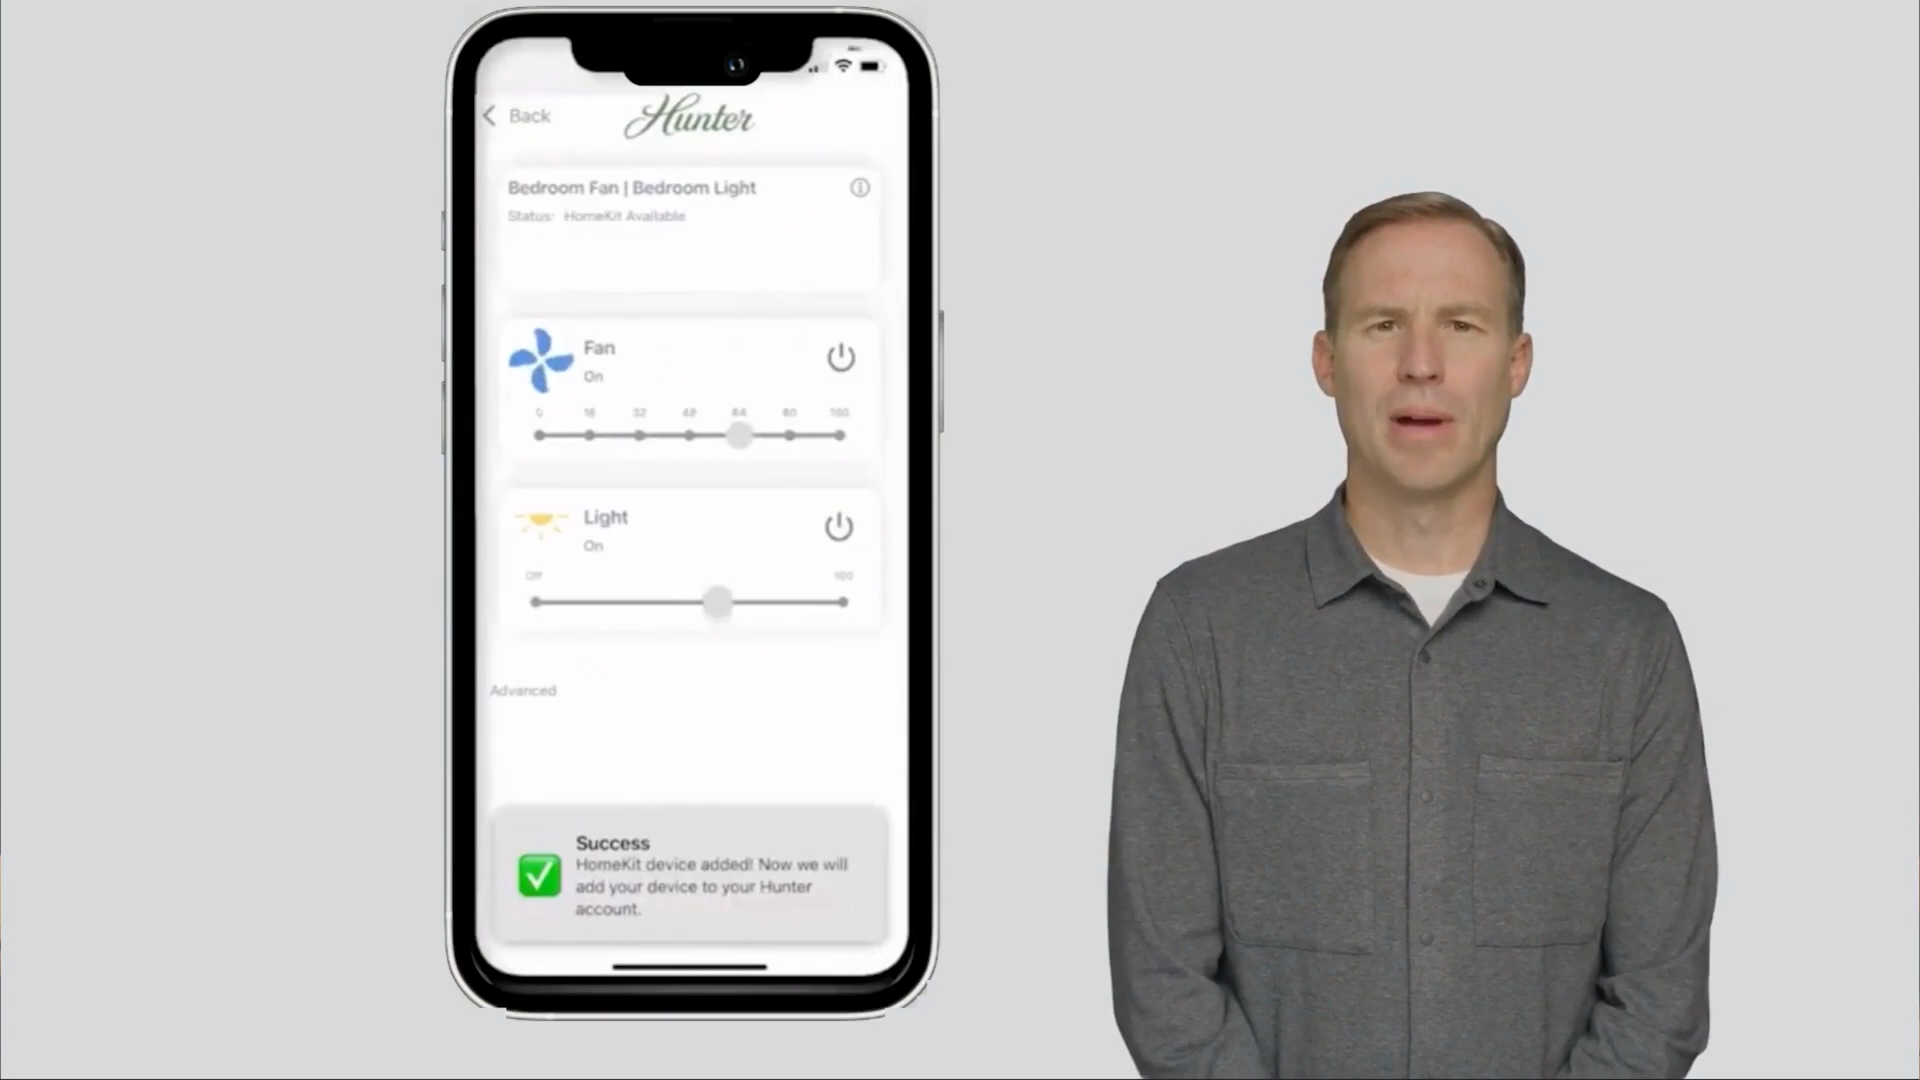 Back
Hunter
Bedroom Fan | Bedroom Light
Status: HomeKit Available
Fan
On
0 16 32 48 64 80 100
Light
On
Off 100
Advanced
Success
HomeKit device added! Now we will
add your device to your Hunter
account.